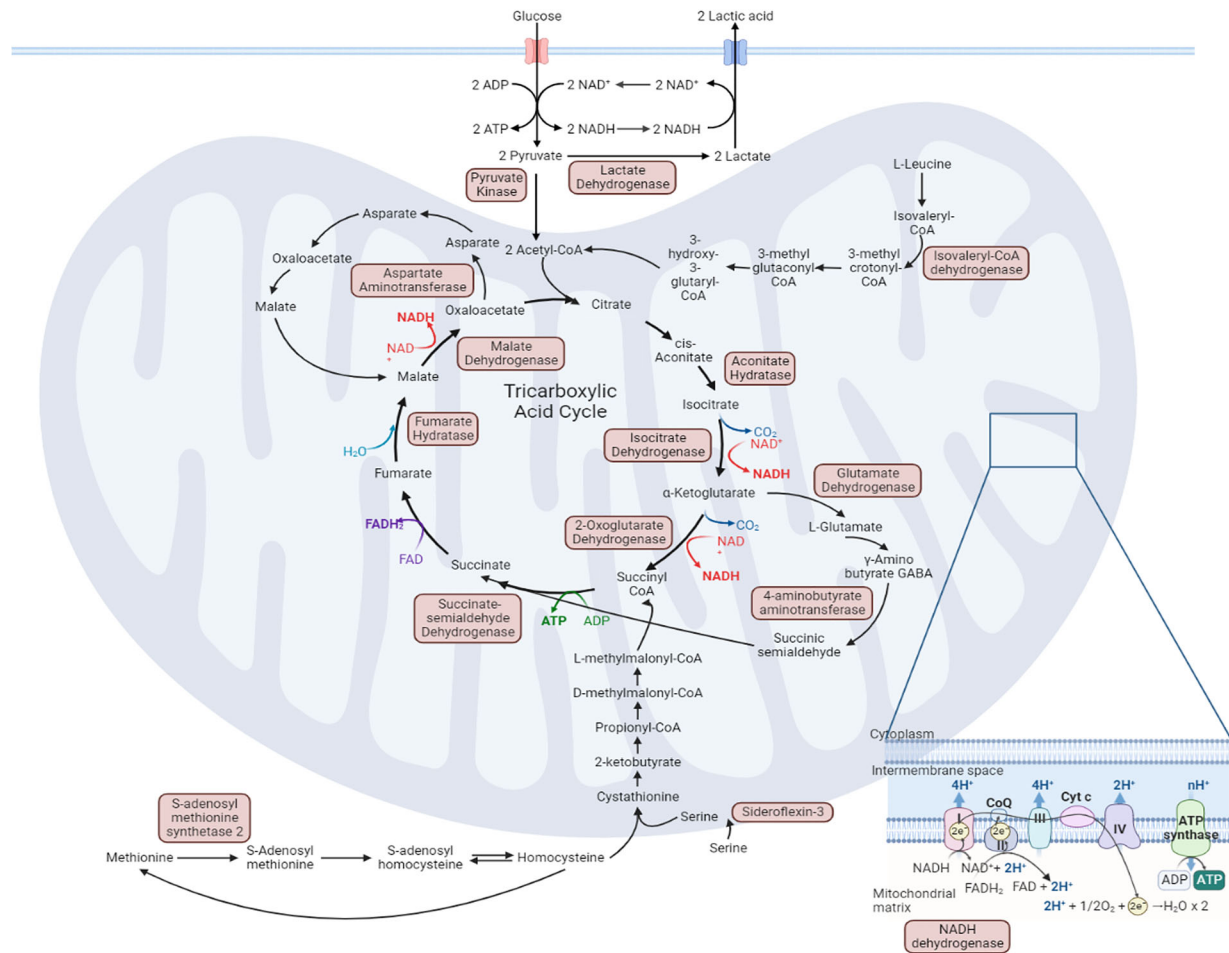 Glucose
2 Lactic acid
2 ADP
2 NAD⁺
2 NAD⁺
2 ATP
2 NADH
2 NADH
2 Pyruvate
2 Lactate
Pyruvate
Kinase
Lactate
Dehydrogenase
L-Leucine
Isovaleryl-
CoA
Isovaleryl-CoA
dehydrogenase
3-methyl
crotonyl-
CoA
3-methyl
glutaconyl
CoA
3-
hydroxy-
3-
glutaryl-
CoA
2 Acetyl-CoA
Asparate
Asparate
Oxaloacetate
Malate
Aspartate
Aminotransferase
Oxaloacetate
Citrate
NADH
NAD
+
Malate
Dehydrogenase
Malate
cis-
Aconitate
Aconitate
Hydratase
Tricarboxylic
Acid Cycle
Isocitrate
Fumarate
Hydratase
H₂O
Isocitrate
Dehydrogenase
CO₂
NAD⁺
NADH
Fumarate
α-Ketoglutarate
Glutamate
Dehydrogenase
FADH₂
FAD
2-Oxoglutarate
Dehydrogenase
CO₂
NAD
+
NADH
L-Glutamate
γ-Amino
butyrate GABA
Succinate
Succinyl
CoA
4-aminobutyrate
aminotransferase
Succinate-
semialdehyde
Dehydrogenase
ATP
ADP
Succinic
semialdehyde
L-methylmalonyl-CoA
D-methylmalonyl-CoA
Propionyl-CoA
2-ketobutyrate
Cystathionine
Serine
Sideroflexin-3
Serine
S-adenosyl
methionine
synthetase 2
Methionine
S-Adenosyl
methionine
S-adenosyl
homocysteine
Homocysteine
Cytoplasm
Intermembrane space
4H⁺
4H⁺
2H⁺
nH⁺
I
CoQ
III
Cyt c
IV
ATP
synthase
2e⁻
2e⁻
II
NADH
NAD⁺ + 2H⁺
FADH₂
FAD + 2H⁺
ADP
ATP
Mitochondrial
matrix
2H⁺ + 1/2O₂ + 2e⁻ →H₂O x 2
NADH
dehydrogenase